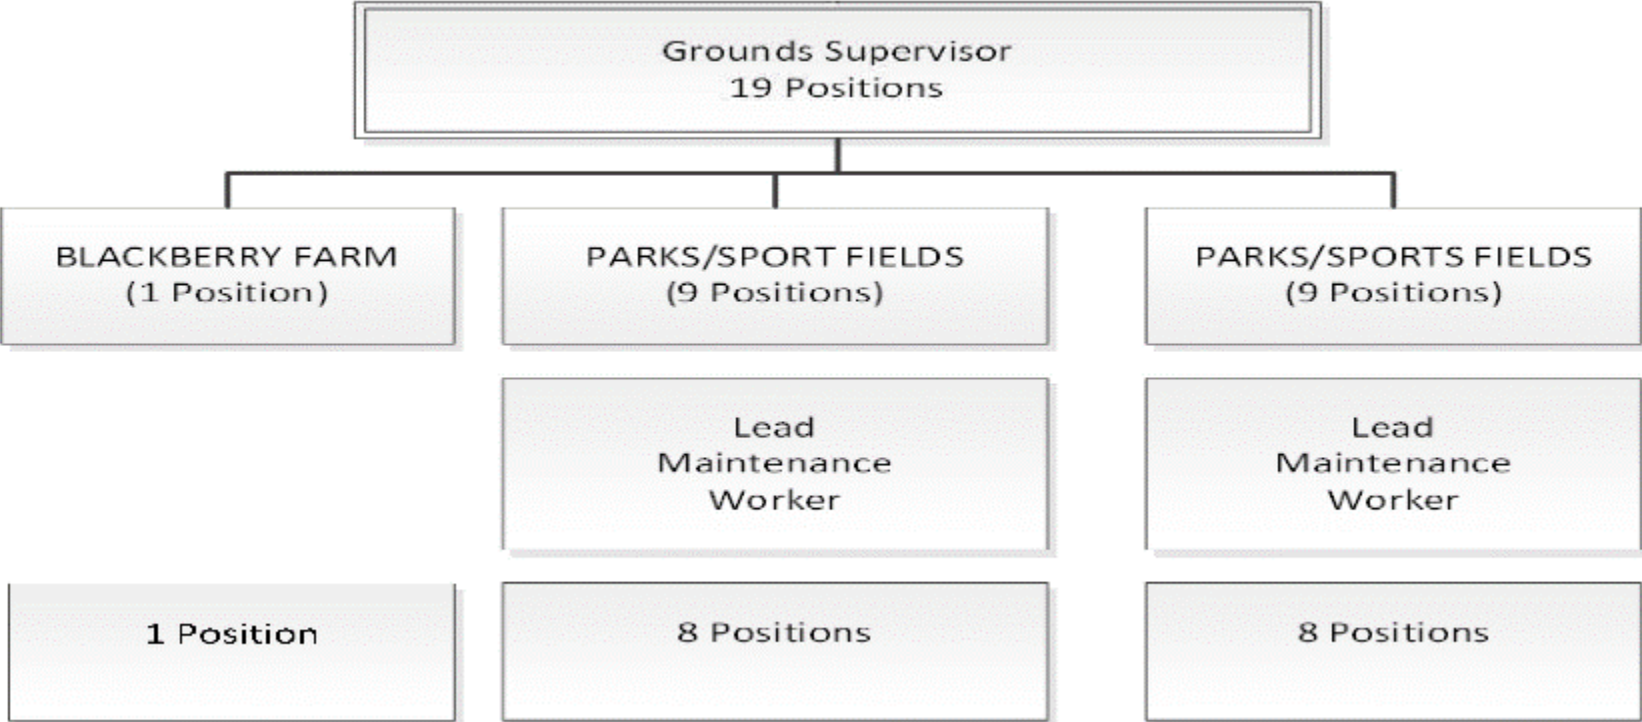 Grounds Supervisor
19 Positions
BLACKBERRY FARM
(1 Position)
PARKS/SPORT FIELDS
(9 Positions)
PARKS/SPORTS FIELDS
(9 Positions)
Lead
Maintenance
Worker
Lead
Maintenance
Worker
1 Position
8 Positions
8 Positions